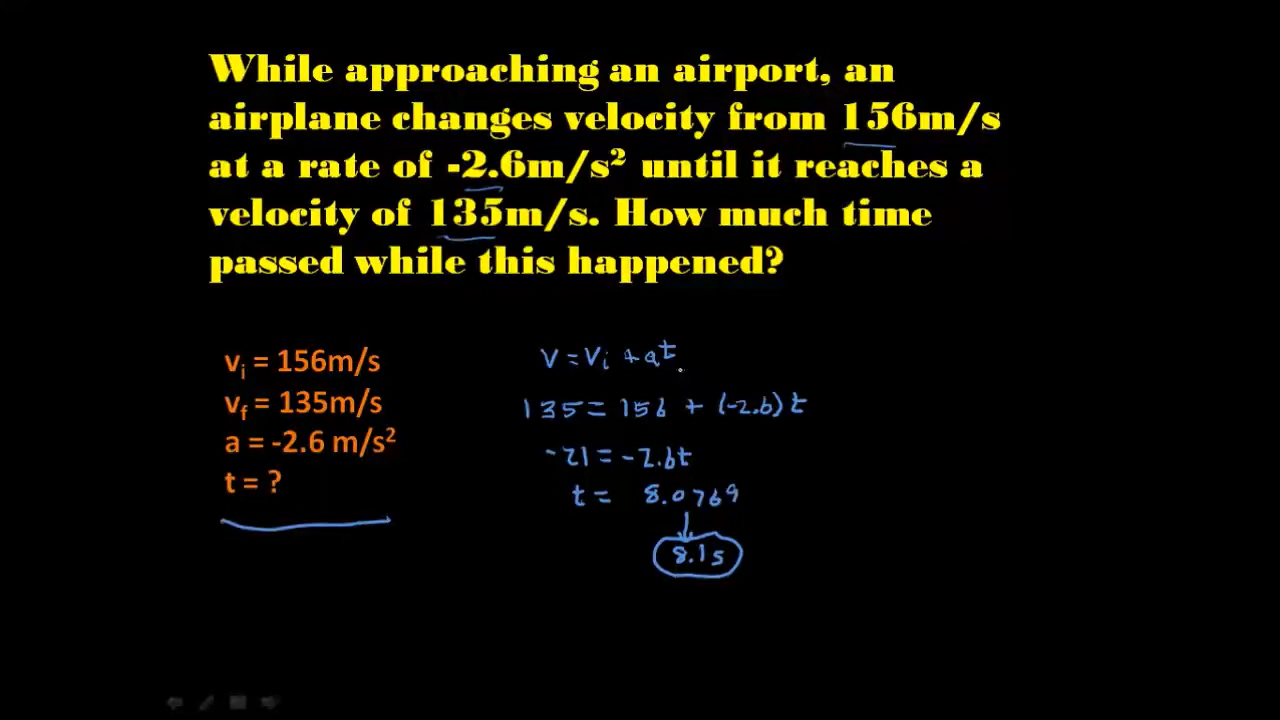 While approaching an airport, an
airplane changes velocity from 156m/s
at a rate of -2.6m/s² until it reaches a
velocity of 135m/s. How much time
passed while this happened?
vᵢ = 156m/s
v_f = 135m/s
a = -2.6 m/s²
t = ?
v = vᵢ + at
135 = 156 + (-2.6) t
-21 = -2.6t
t = 8.0769
8.1s